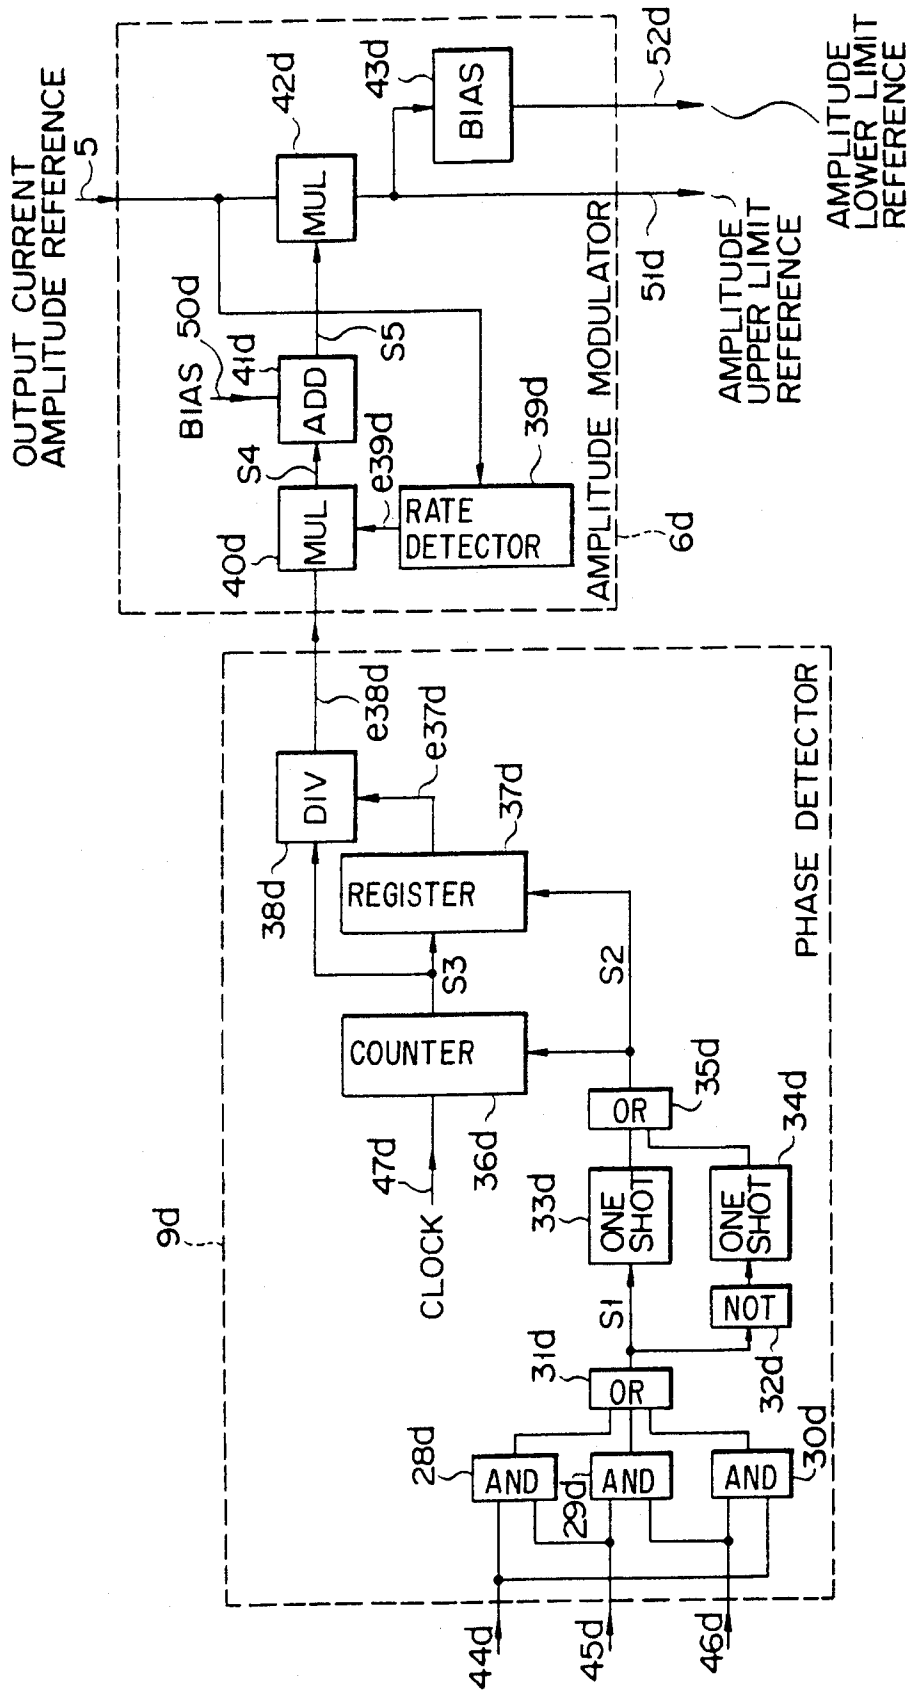 OUTPUT CURRENT
AMPLITUDE REFERENCE
5
BIAS
50d
42d
43d
40d
S4
41d
MUL
ADD
S5
MUL
BIAS
e39d
RATE
DETECTOR
39d
AMPLITUDE MODULATOR
6d
51d
52d
AMPLITUDE
UPPER LIMIT
REFERENCE
AMPLITUDE
LOWER LIMIT
REFERENCE
9d
38d
DIV
e38d
e37d
CLOCK
47d
COUNTER
36d
S3
REGISTER
37d
S2
44d
45d
46d
28d
AND
29d
AND
30d
AND
31d
OR
S1
32d
NOT
33d
ONE
SHOT
34d
ONE
SHOT
35d
OR
PHASE DETECTOR